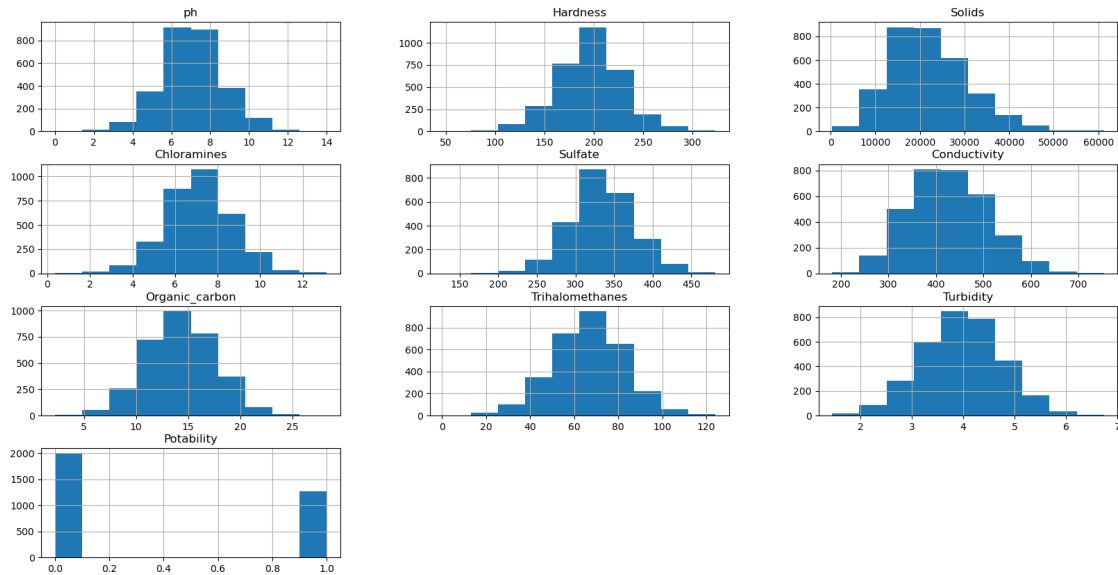 ph
800
600
400
200
0
0 2 4 6 8 10 12 14
Hardness
1000
750
500
250
0
50 100 150 200 250 300
Solids
800
600
400
200
0
0 10000 20000 30000 40000 50000 60000
Chloramines
1000
750
500
250
0
0 2 4 6 8 10 12
Sulfate
800
600
400
200
0
150 200 250 300 350 400 450
Conductivity
800
600
400
200
0
200 300 400 500 600 700
Organic_carbon
1000
750
500
250
0
5 10 15 20 25
Trihalomethanes
800
600
400
200
0
0 20 40 60 80 100 120
Turbidity
800
600
400
200
0
2 3 4 5 6 7
Potability
2000
1500
1000
500
0
0.0 0.2 0.4 0.6 0.8 1.0